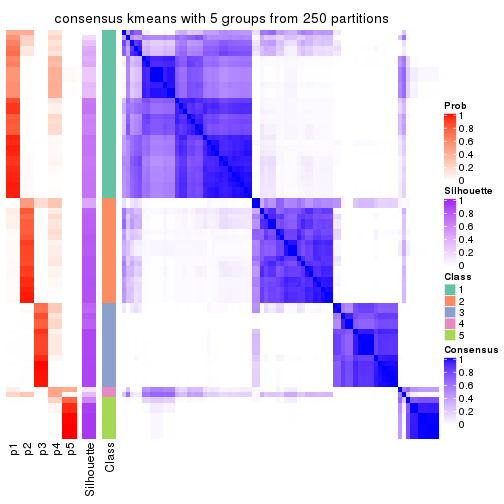 consensus kmeans with 5 groups from 250 partitions
Prob
1
0.8
0.6
0.4
0.2
0
Silhouette
1
0.8
0.6
0.4
0.2
0
Class
1
2
3
4
5
Consensus
1
0.8
0.6
0.4
0.2
0
p1
p2
p3
p4
p5
Silhouette
Class